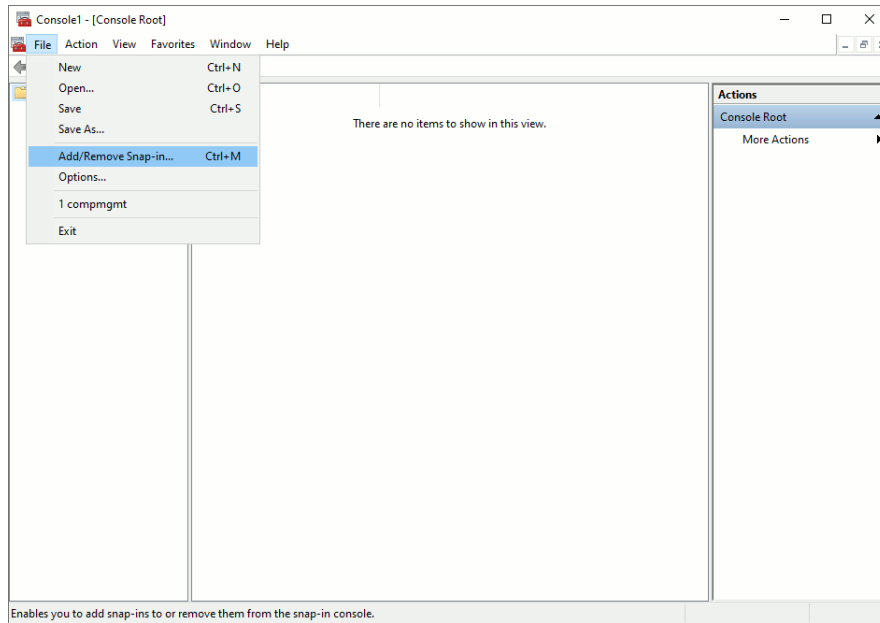 Console1 - [Console Root]
File Action View Favorites Window Help
New Ctrl+N
Open... Ctrl+O
Save Ctrl+S
Save As...
Add/Remove Snap-in... Ctrl+M
Options...
1 compmgmt
Exit
There are no items to show in this view.
Actions
Console Root
More Actions
Enables you to add snap-ins to or remove them from the snap-in console.